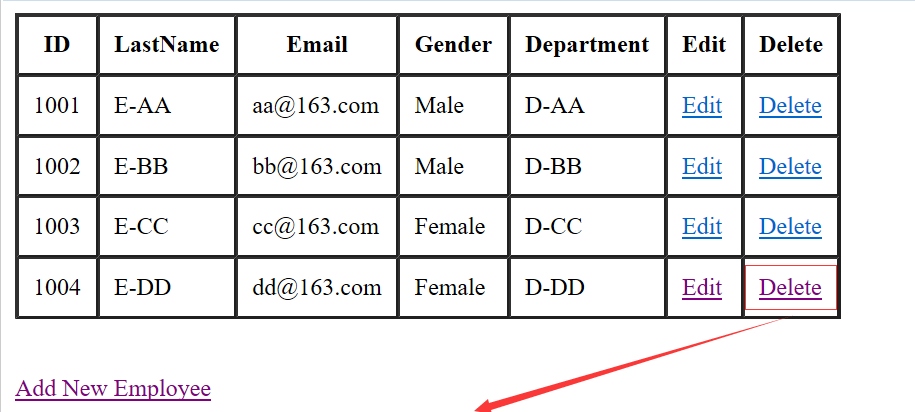 ID LastName Email Gender Department Edit Delete
1001 E-AA aa@163.com Male D-AA Edit Delete
1002 E-BB bb@163.com Male D-BB Edit Delete
1003 E-CC cc@163.com Female D-CC Edit Delete
1004 E-DD dd@163.com Female D-DD Edit Delete
Add New Employee